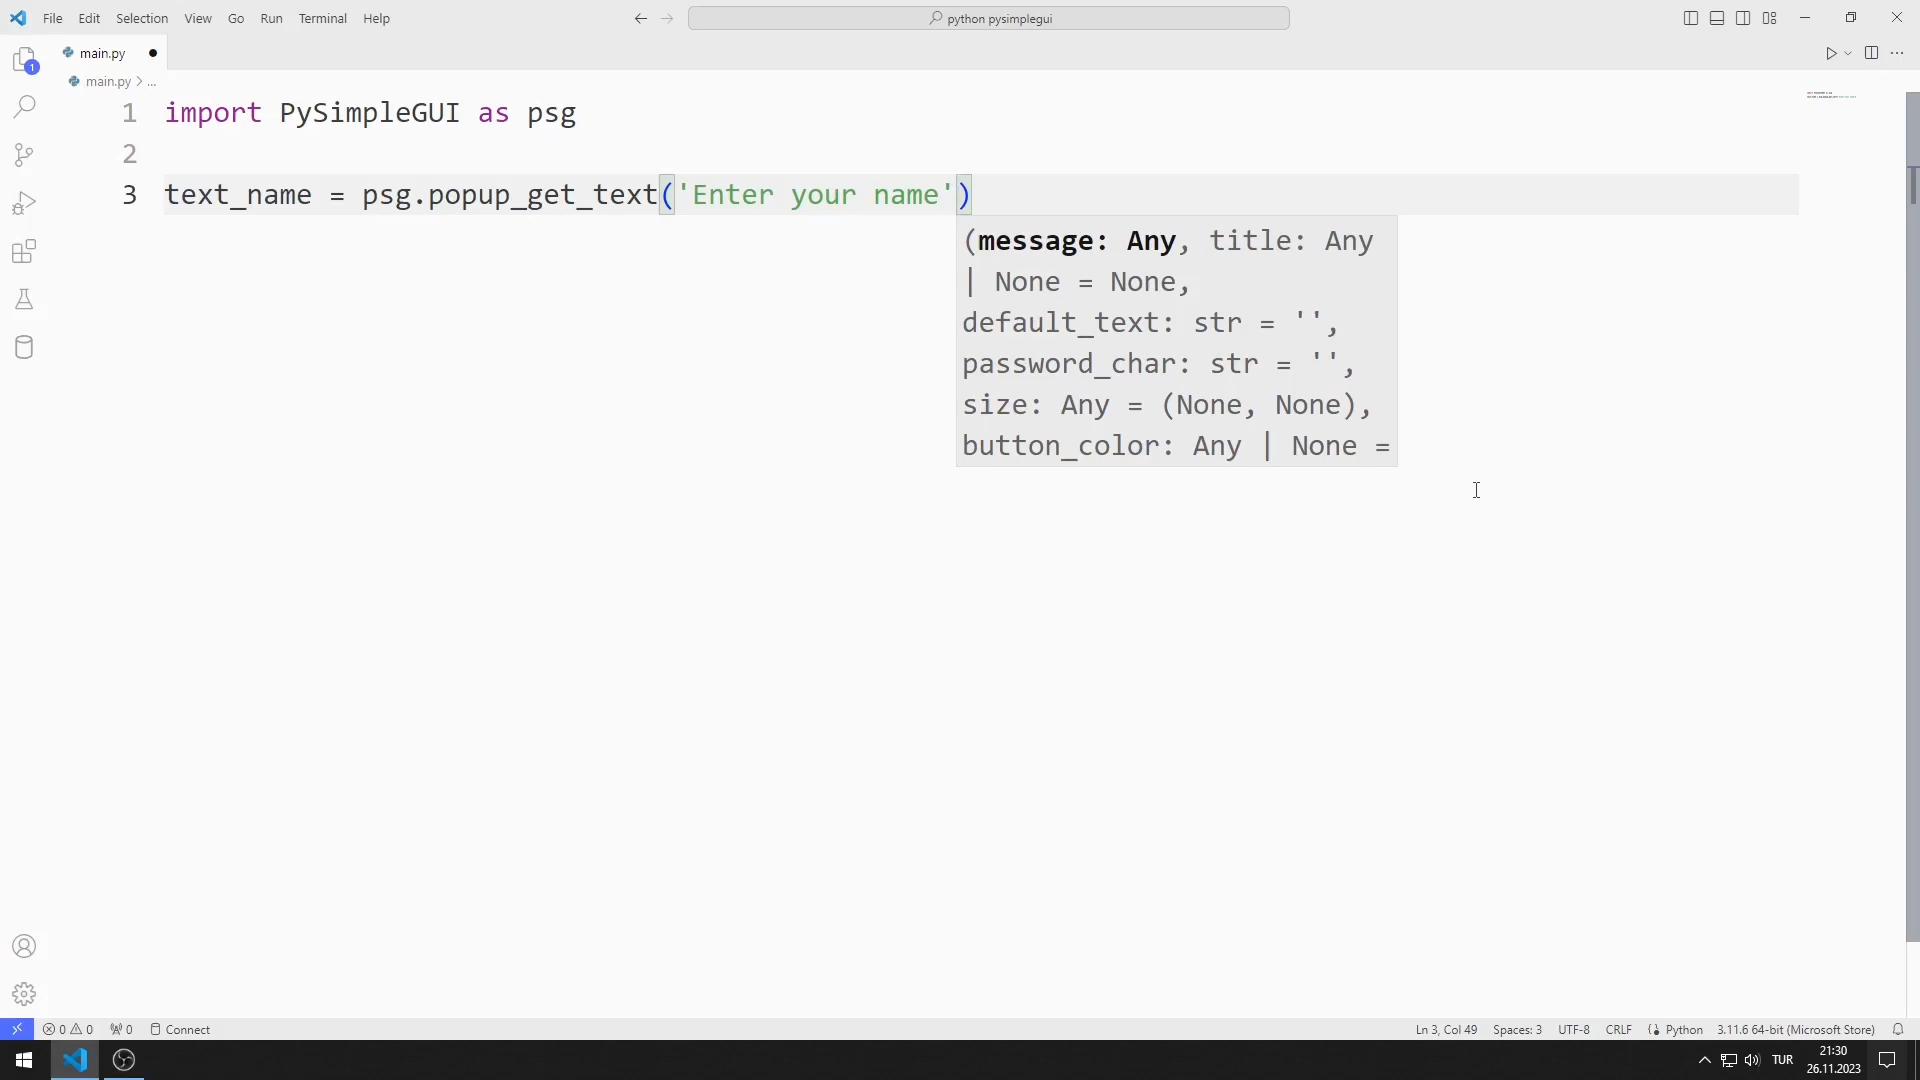 File Edit Selection View Go Run Terminal Help
python pysimplegui
main.py
main.py > ...
1 import PySimpleGUI as psg
2
3 text_name = psg.popup_get_text('Enter your name')
(message: Any, title: Any
| None = None,
default_text: str = '',
password_char: str = '',
size: Any = (None, None),
button_color: Any | None =
1
0 0 0 Connect
Ln 3, Col 49 Spaces: 3 UTF-8 CRLF Python 3.11.6 64-bit (Microsoft Store)
TUR
21:30
26.11.2023